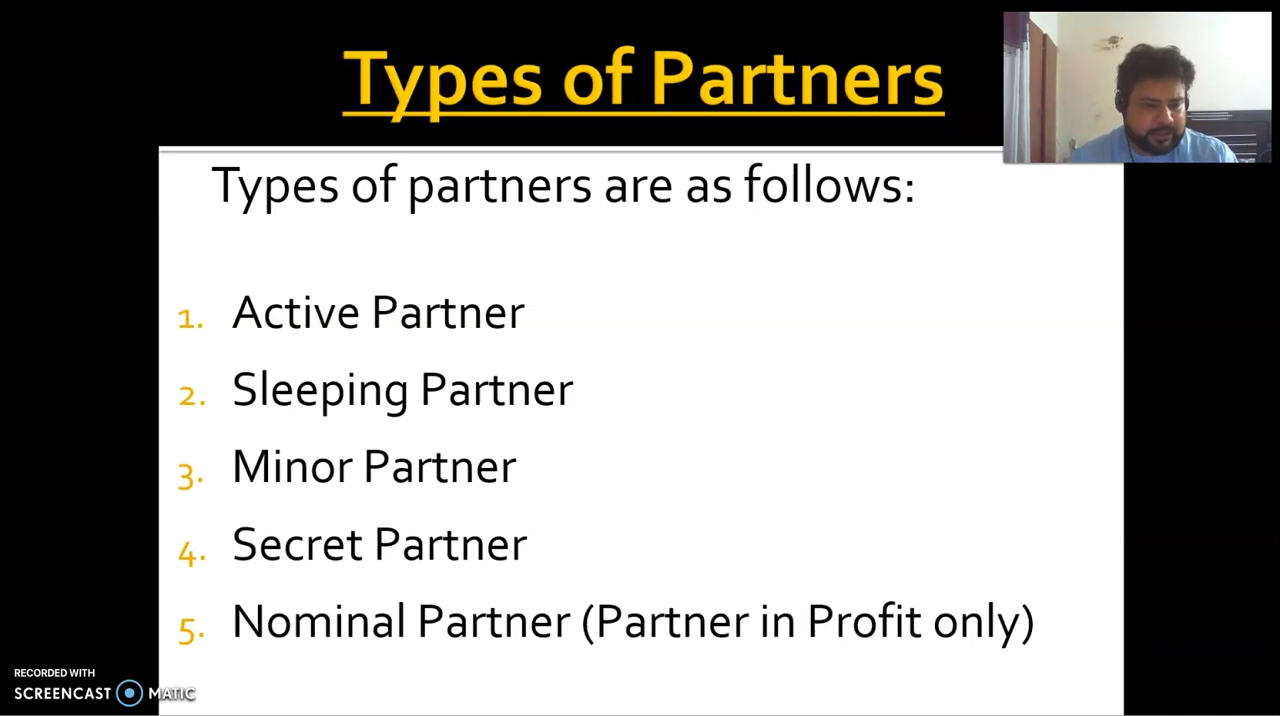 Types of Partners
Types of partners are as follows:
1. Active Partner
2. Sleeping Partner
3. Minor Partner
4. Secret Partner
5. Nominal Partner (Partner in Profit only)
RECORDED WITH
SCREENCAST MATIC